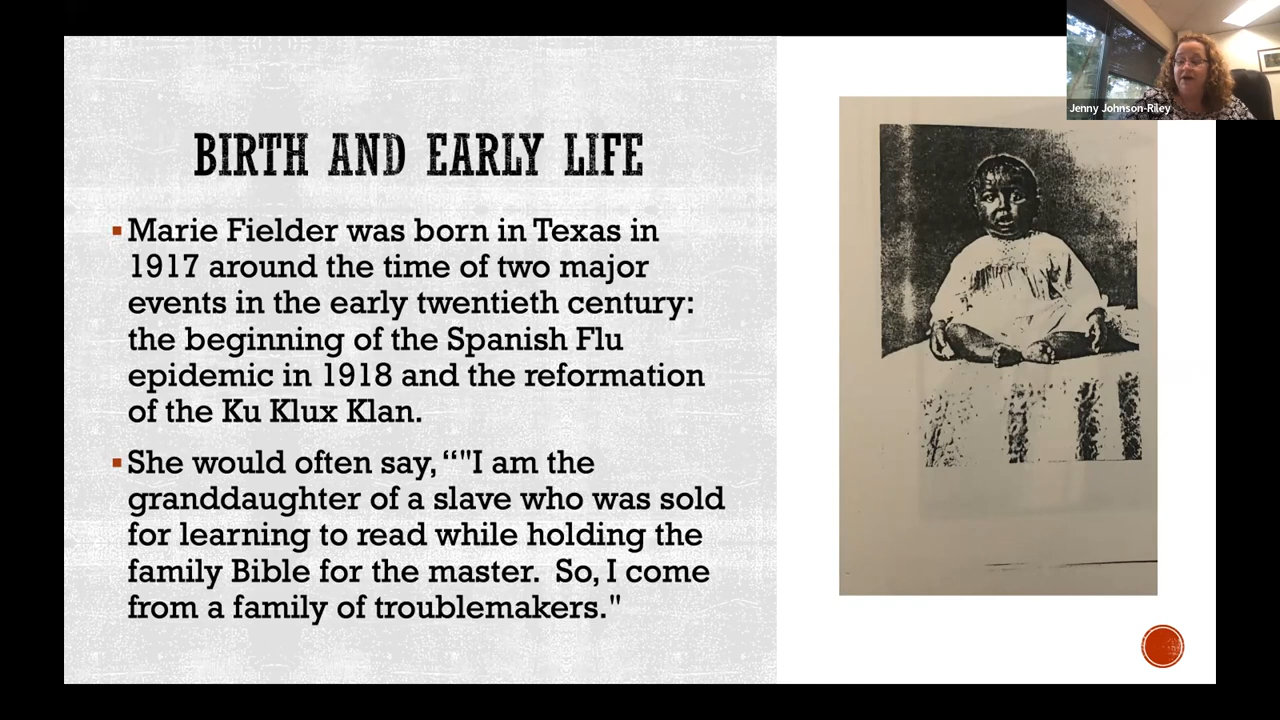 Jenny Johnson-Riley
BIRTH AND EARLY LIFE
▪Marie Fielder was born in Texas in
1917 around the time of two major
events in the early twentieth century:
the beginning of the Spanish Flu
epidemic in 1918 and the reformation
of the Ku Klux Klan.
▪She would often say, “"I am the
granddaughter of a slave who was sold
for learning to read while holding the
family Bible for the master.  So, I come
from a family of troublemakers."